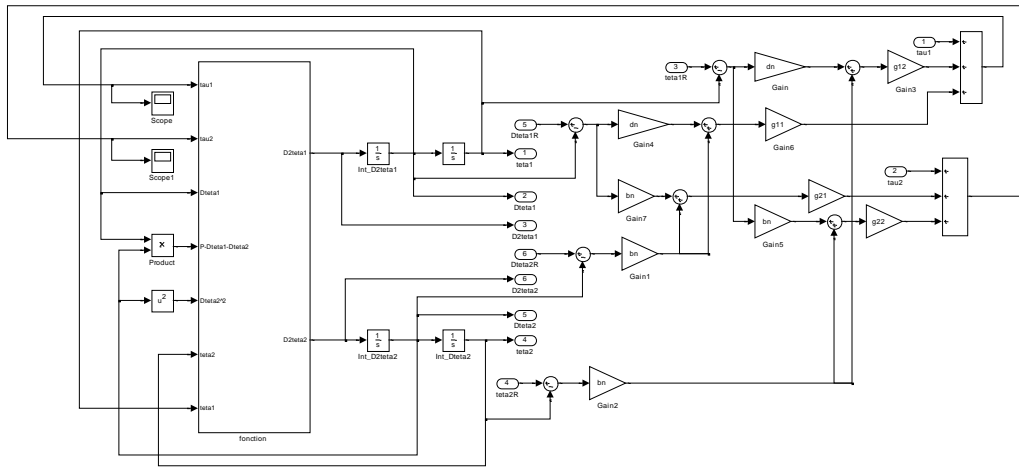 1
tau1
3
teta1R
dn
Gain
g12
Gain3
tau1
Scope
5
Dteta1R
dn
Gain4
g11
Gain6
tau2
Scope1
D2teta1
1
s
Int_D2teta1
1
s
1
teta1
2
tau2
Dteta1
2
Dteta1
bn
Gain7
g21
3
D2teta1
bn
Gain5
g22
Product
P-Dteta1-Dteta2
6
Dteta2R
bn
Gain1
6
D2teta2
u²
Dteta2^2
5
Dteta2
D2teta2
1
s
Int_D2teta2
1
s
Int_Dteta2
4
teta2
teta2
4
teta2R
bn
Gain2
teta1
fonction